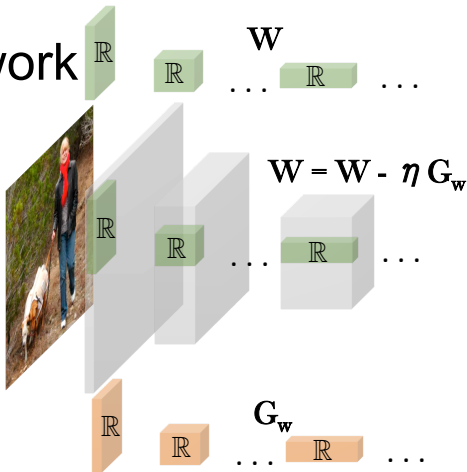 work
W
ℝ ℝ ... ℝ ...
W = W - η G_w
ℝ ℝ ... ℝ ...
G_w
ℝ ℝ ... ℝ ...